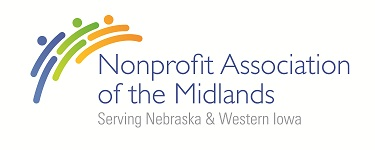 Nonprofit Association
of the Midlands
Serving Nebraska & Western Iowa